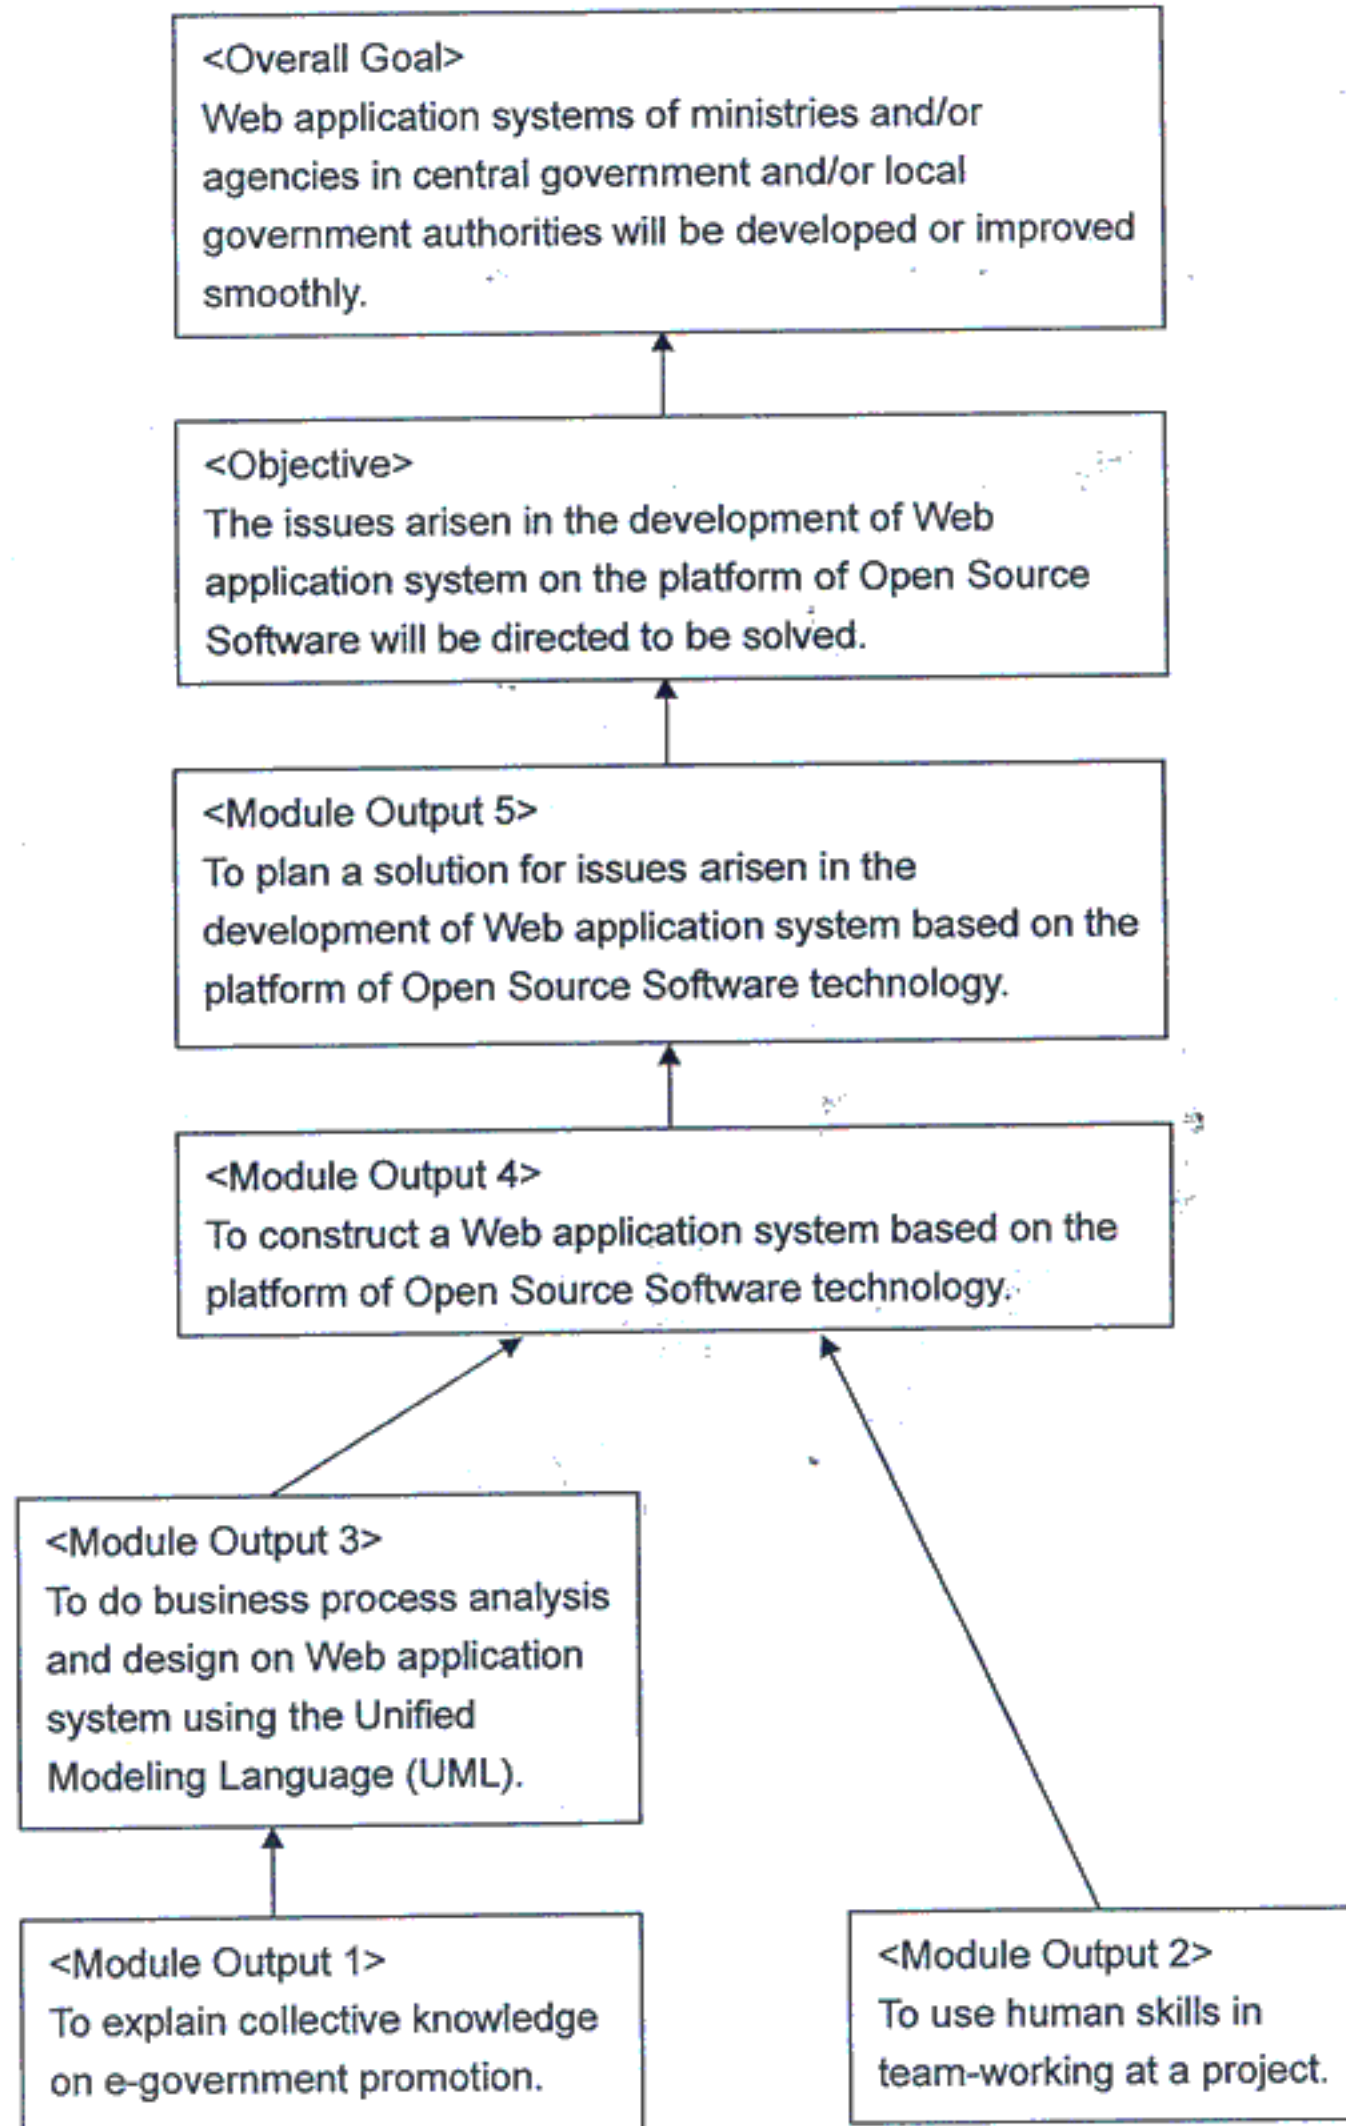 <Overall Goal>
Web application systems of ministries and/or
agencies in central government and/or local
government authorities will be developed or improved
smoothly.
<Objective>
The issues arisen in the development of Web
application system on the platform of Open Source
Software will be directed to be solved.
<Module Output 5>
To plan a solution for issues arisen in the
development of Web application system based on the
platform of Open Source Software technology.
<Module Output 4>
To construct a Web application system based on the
platform of Open Source Software technology.
<Module Output 3>
To do business process analysis
and design on Web application
system using the Unified
Modeling Language (UML).
<Module Output 1>
To explain collective knowledge
on e-government promotion.
<Module Output 2>
To use human skills in
team-working at a project.